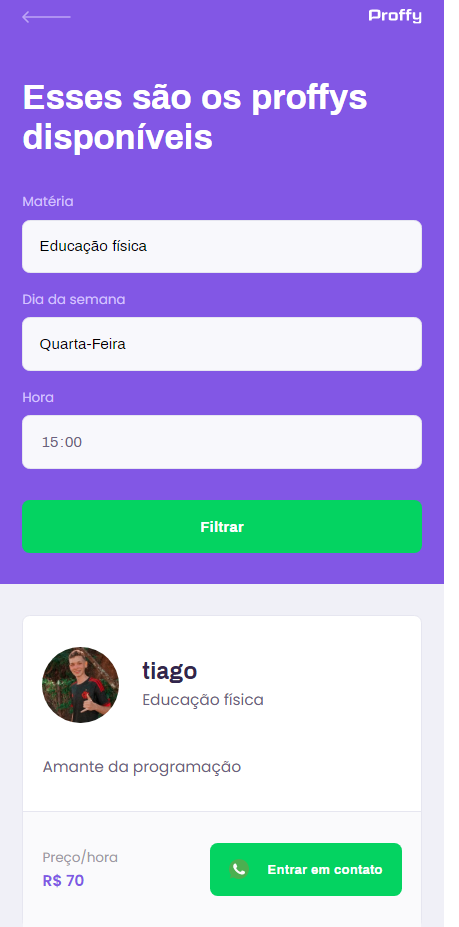 Proffy
Esses são os proffys
disponíveis
Matéria
Educação física
Dia da semana
Quarta-Feira
Hora
15:00
Filtrar
tiago
Educação física
Amante da programação
Preço/hora
R$ 70
Entrar em contato